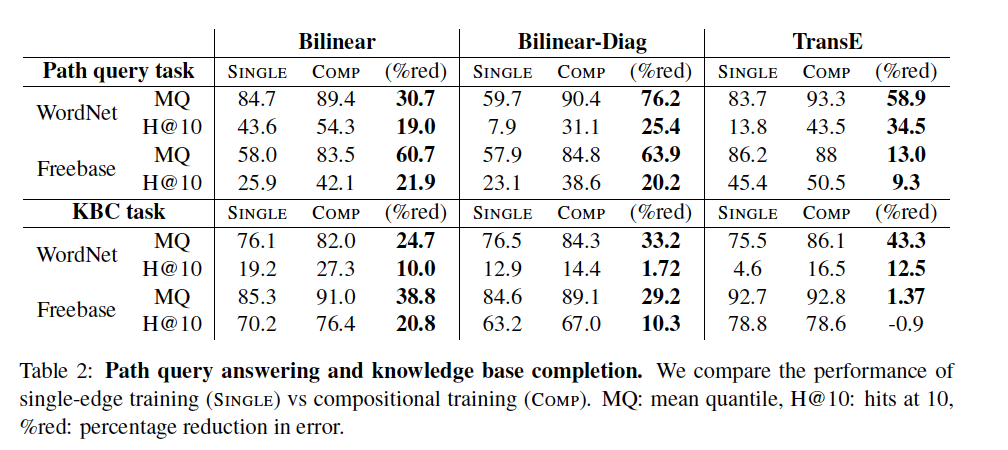 Bilinear Bilinear-Diag TransE
Path query task SINGLE COMP (%red) SINGLE COMP (%red) SINGLE COMP (%red)
WordNet MQ 84.7 89.4 30.7 59.7 90.4 76.2 83.7 93.3 58.9
H@10 43.6 54.3 19.0 7.9 31.1 25.4 13.8 43.5 34.5
Freebase MQ 58.0 83.5 60.7 57.9 84.8 63.9 86.2 88 13.0
H@10 25.9 42.1 21.9 23.1 38.6 20.2 45.4 50.5 9.3
KBC task SINGLE COMP (%red) SINGLE COMP (%red) SINGLE COMP (%red)
WordNet MQ 76.1 82.0 24.7 76.5 84.3 33.2 75.5 86.1 43.3
H@10 19.2 27.3 10.0 12.9 14.4 1.72 4.6 16.5 12.5
Freebase MQ 85.3 91.0 38.8 84.6 89.1 29.2 92.7 92.8 1.37
H@10 70.2 76.4 20.8 63.2 67.0 10.3 78.8 78.6 -0.9
Table 2: Path query answering and knowledge base completion. We compare the performance of
single-edge training (SINGLE) vs compositional training (COMP). MQ: mean quantile, H@10: hits at 10,
%red: percentage reduction in error.